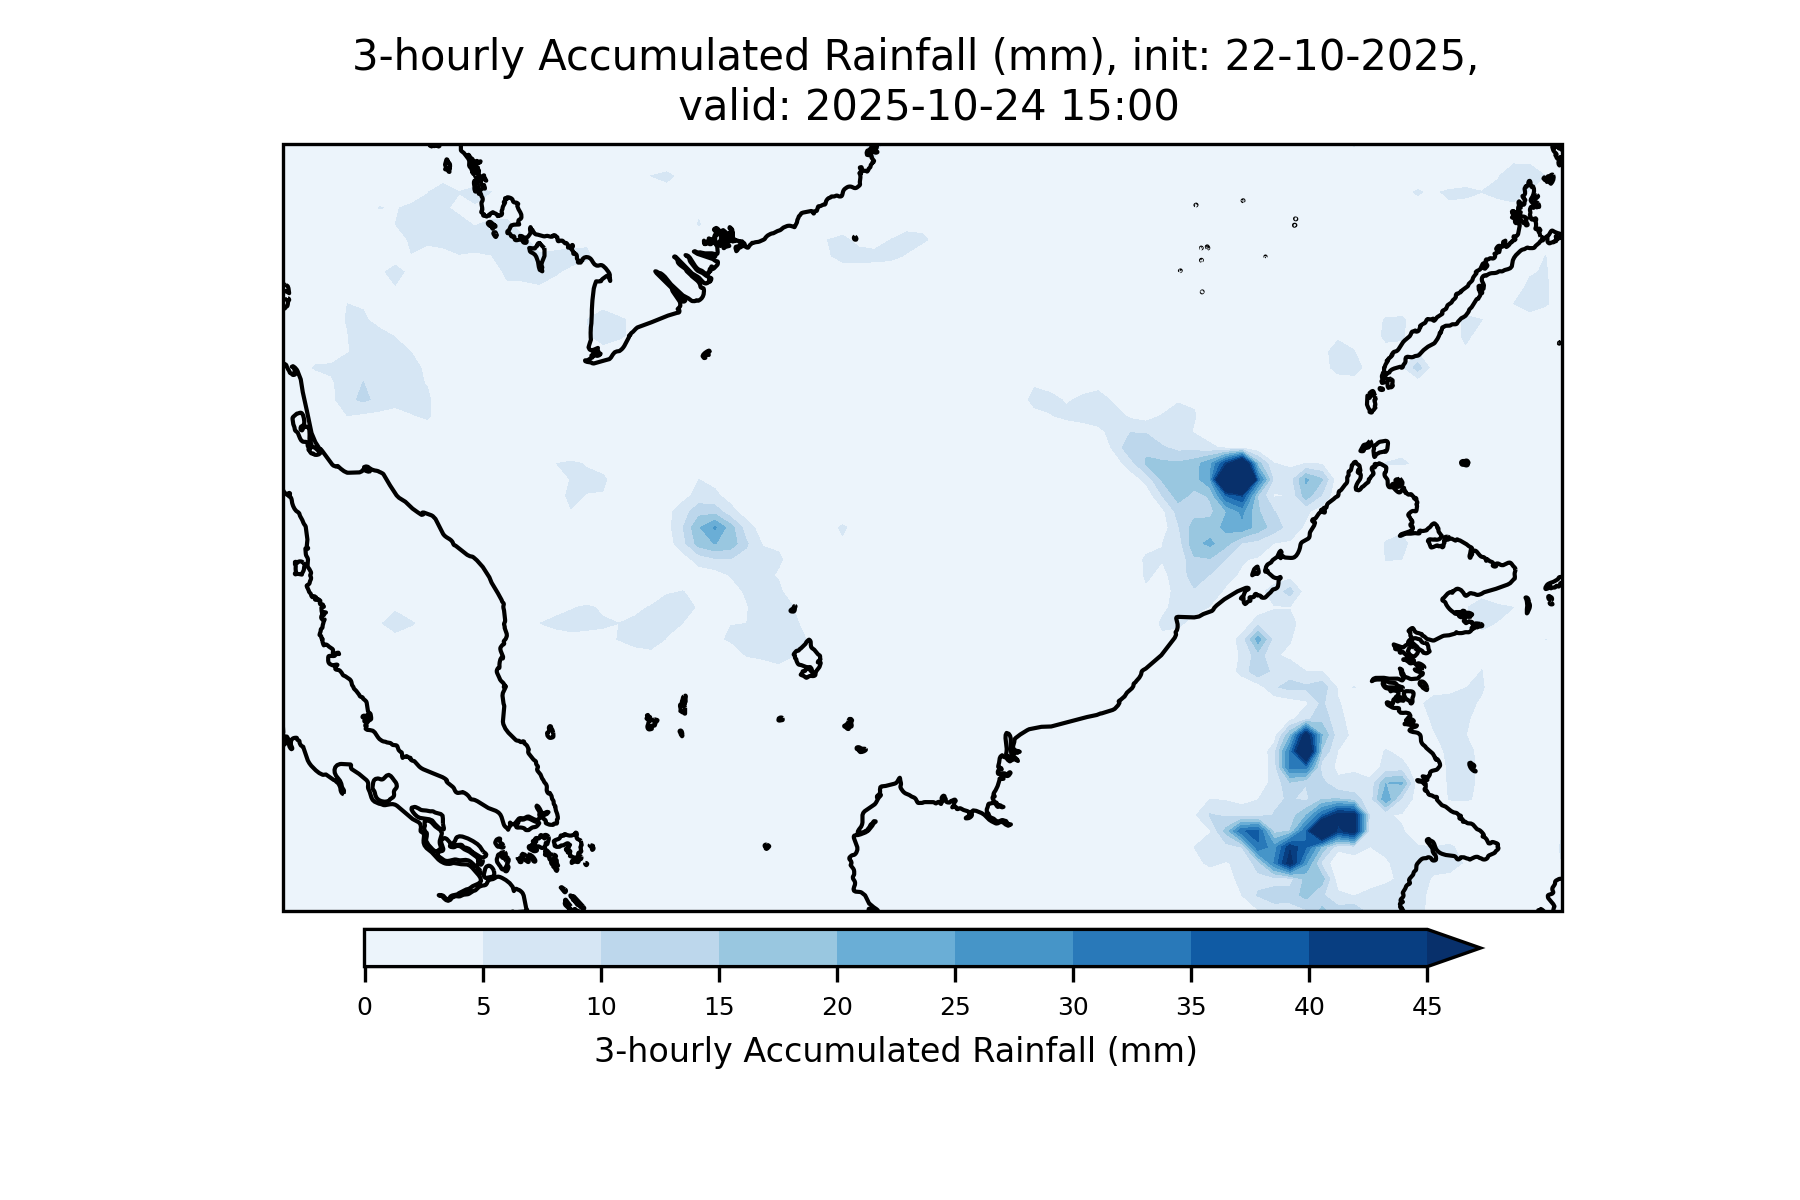 3-hourly Accumulated Rainfall (mm), init: 22-10-2025,
valid: 2025-10-24 15:00
0 5 10 15 20 25 30 35 40 45
3-hourly Accumulated Rainfall (mm)